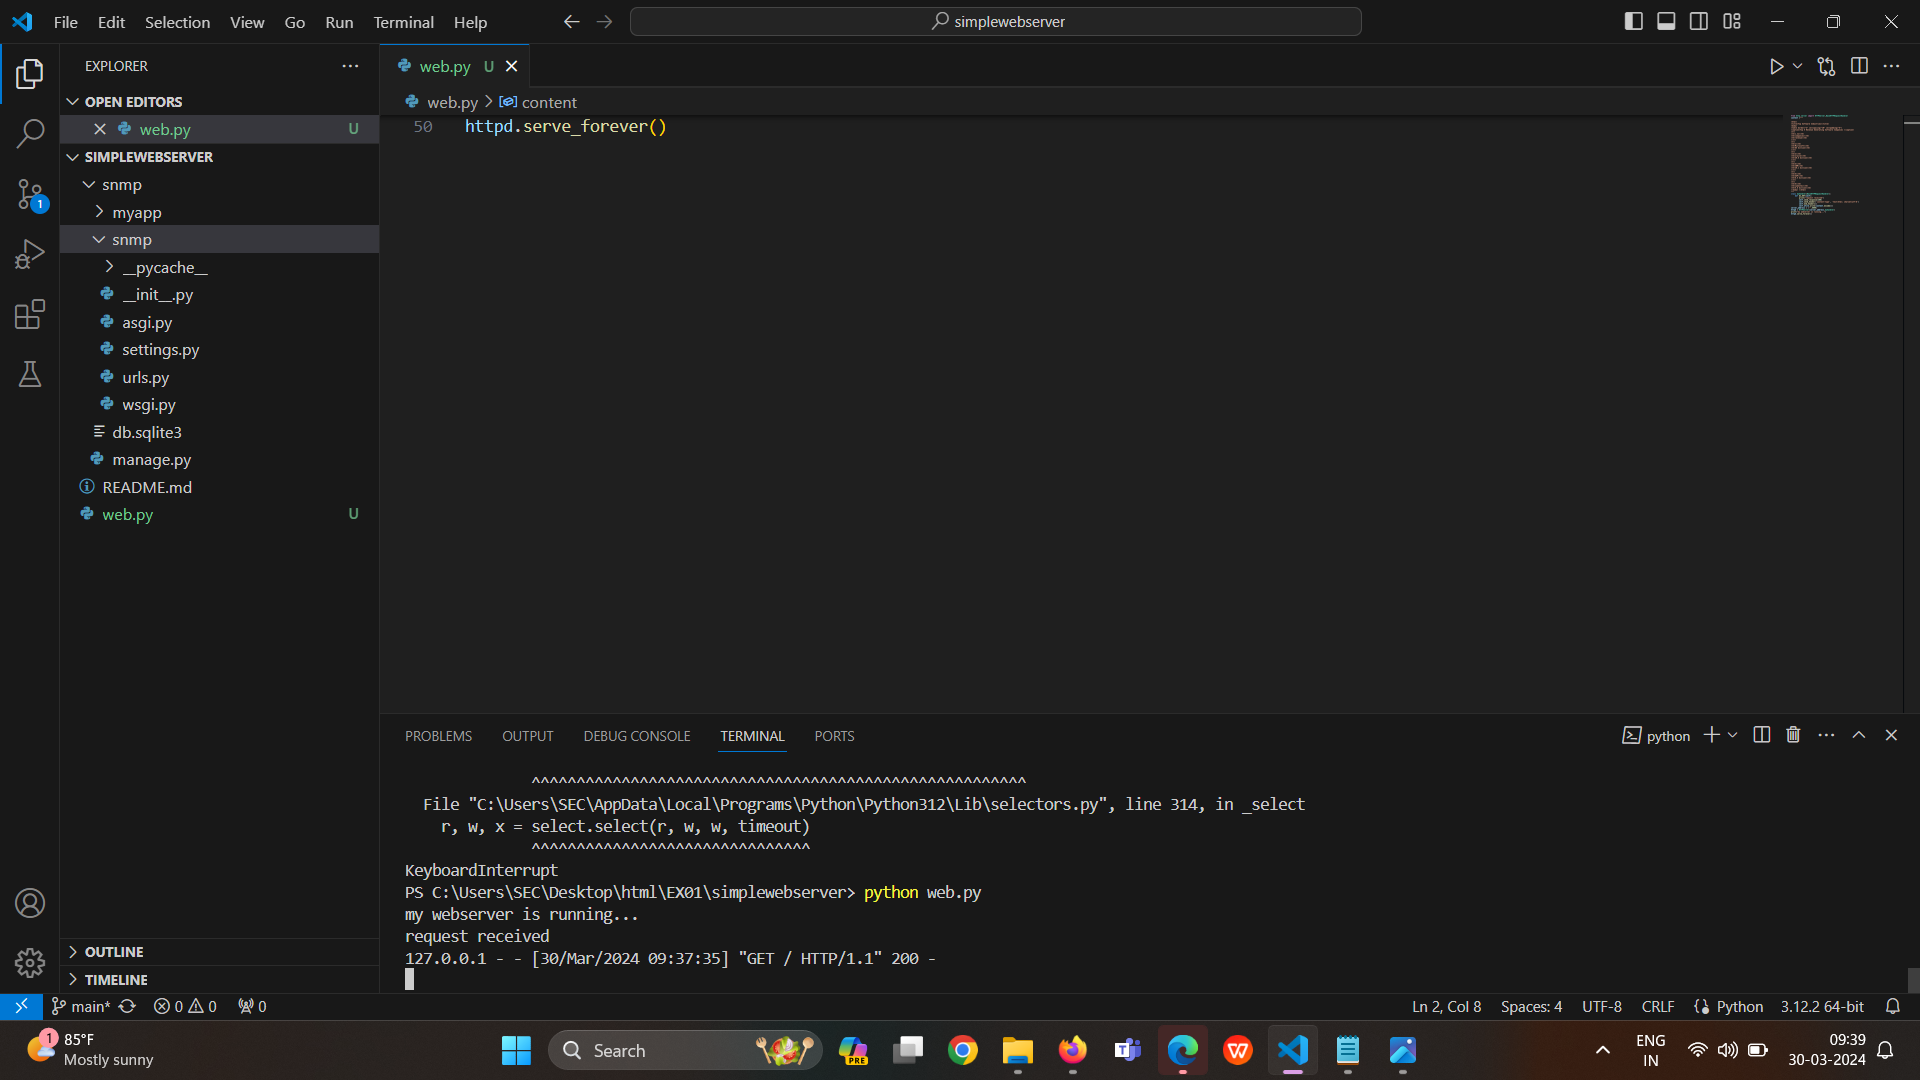 File Edit Selection View Go Run Terminal Help
simplewebserver
EXPLORER
OPEN EDITORS
web.py U
SIMPLEWEBSERVER
snmp
myapp
snmp
__pycache__
__init__.py
asgi.py
settings.py
urls.py
wsgi.py
db.sqlite3
manage.py
README.md
web.py U
OUTLINE
TIMELINE
web.py U
web.py > content
50 httpd.serve_forever()
PROBLEMS OUTPUT DEBUG CONSOLE TERMINAL PORTS
python
^^^^^^^^^^^^^^^^^^^^^^^^^^^^^^^^^^^^^^^^^^^^^^^^^^^^^^^
File "C:\Users\SEC\AppData\Local\Programs\Python\Python312\Lib\selectors.py", line 314, in _select
r, w, x = select.select(r, w, w, timeout)
^^^^^^^^^^^^^^^^^^^^^^^^^^^^^^^
KeyboardInterrupt
PS C:\Users\SEC\Desktop\html\EX01\simplewebserver> python web.py
my webserver is running...
request received
127.0.0.1 - - [30/Mar/2024 09:37:35] "GET / HTTP/1.1" 200 -
main* 0 0 0
Ln 2, Col 8 Spaces: 4 UTF-8 CRLF Python 3.12.2 64-bit
1
85°F
Mostly sunny
Search
PRE
ENG
IN
09:39
30-03-2024